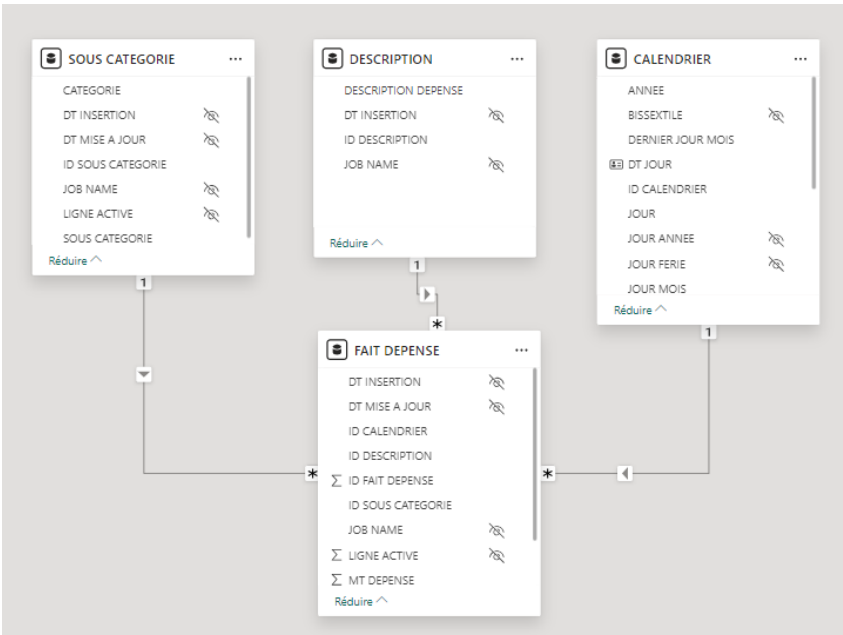 SOUS CATEGORIE ...
CATEGORIE
DT INSERTION
DT MISE A JOUR
ID SOUS CATEGORIE
JOB NAME
LIGNE ACTIVE
SOUS CATEGORIE
Réduire
1
DESCRIPTION ...
DESCRIPTION DEPENSE
DT INSERTION
ID DESCRIPTION
JOB NAME
Réduire
1
*
CALENDRIER ...
ANNEE
BISSEXTILE
DERNIER JOUR MOIS
DT JOUR
ID CALENDRIER
JOUR
JOUR ANNEE
JOUR FERIE
JOUR MOIS
Réduire
1
FAIT DEPENSE ...
DT INSERTION
DT MISE A JOUR
ID CALENDRIER
ID DESCRIPTION
* Σ ID FAIT DEPENSE *
ID SOUS CATEGORIE
JOB NAME
Σ LIGNE ACTIVE
Σ MT DEPENSE
Réduire